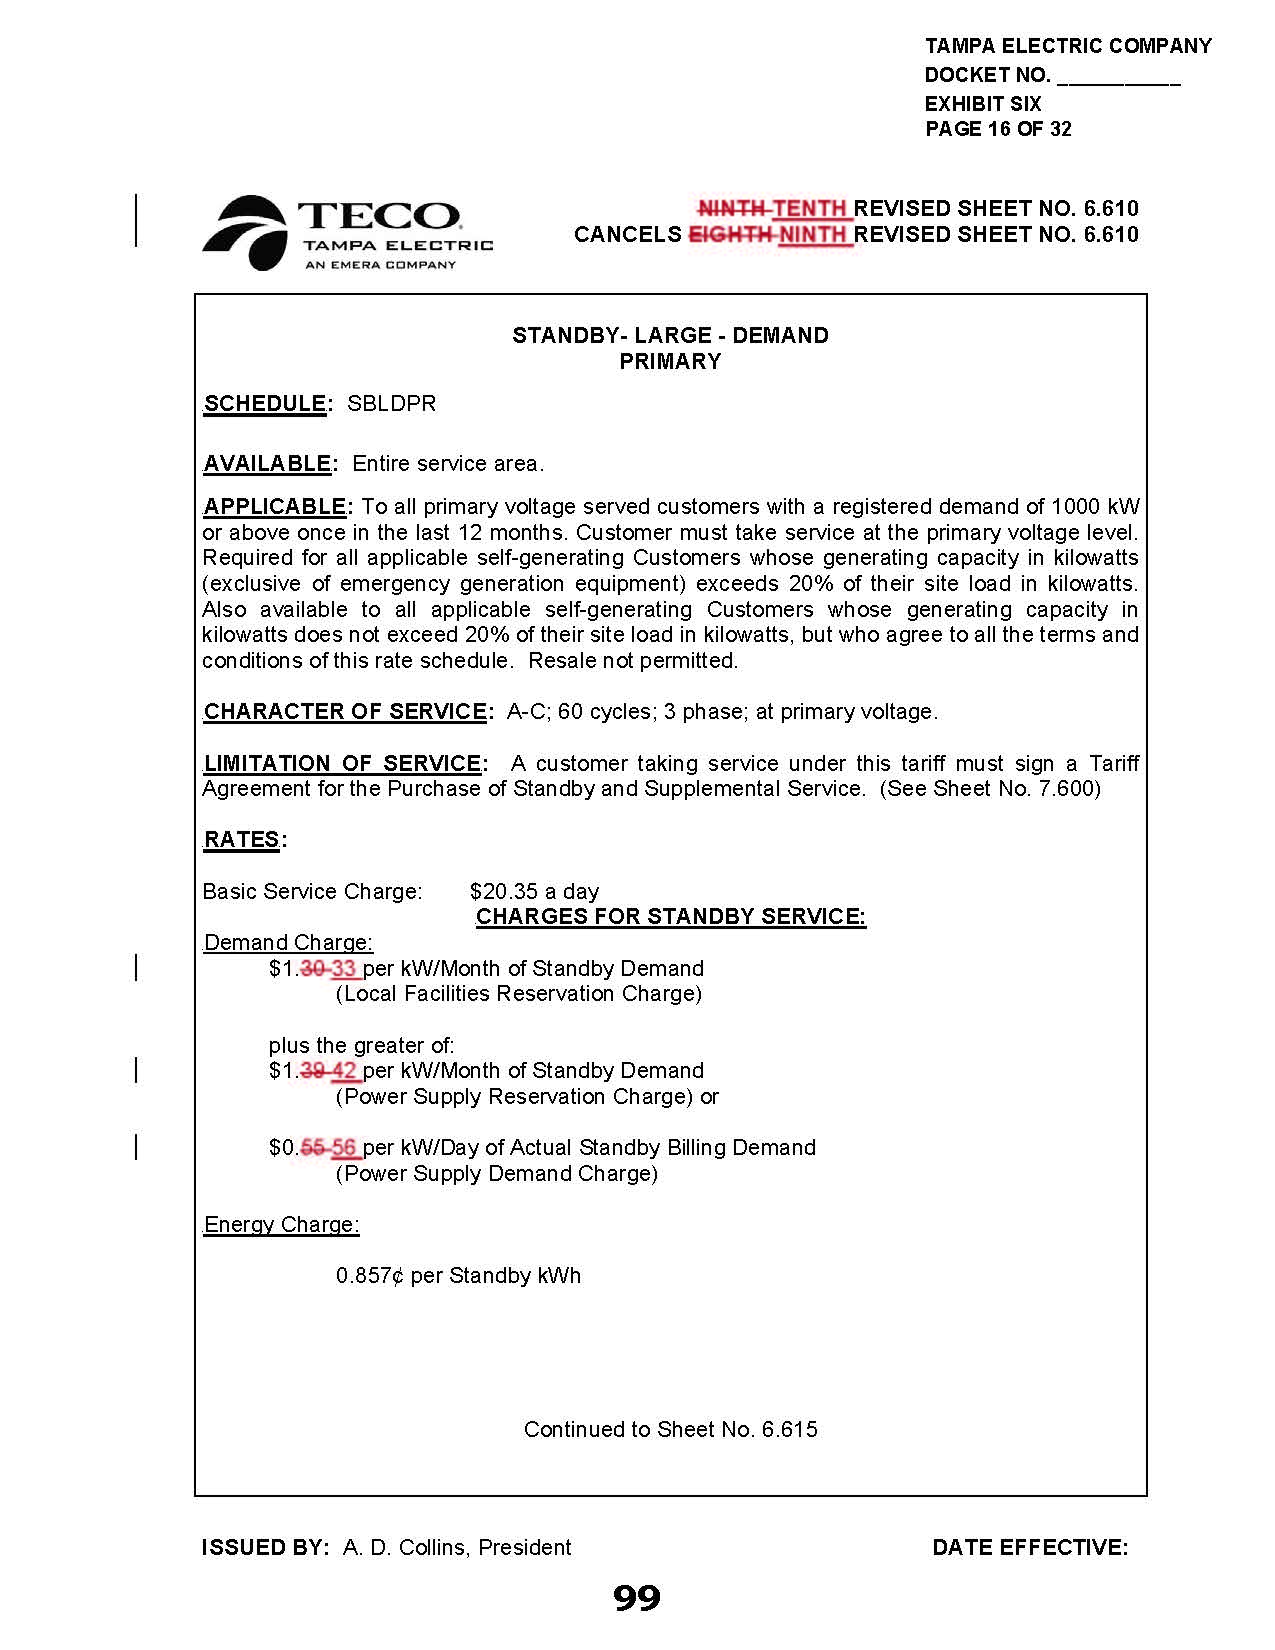 TAMPA ELECTRIC COMPANY
DOCKET NO. ___________
EXHIBIT SIX
PAGE 16 OF 32
TECO.
TAMPA ELECTRIC
AN EMERA COMPANY
NINTH TENTH REVISED SHEET NO. 6.610
CANCELS EIGHTH NINTH REVISED SHEET NO. 6.610
STANDBY- LARGE - DEMAND
PRIMARY
SCHEDULE: SBLDPR
AVAILABLE: Entire service area.
APPLICABLE: To all primary voltage served customers with a registered demand of 1000 kW
or above once in the last 12 months. Customer must take service at the primary voltage level.
Required for all applicable self-generating Customers whose generating capacity in kilowatts
(exclusive of emergency generation equipment) exceeds 20% of their site load in kilowatts.
Also available to all applicable self-generating Customers whose generating capacity in
kilowatts does not exceed 20% of their site load in kilowatts, but who agree to all the terms and
conditions of this rate schedule. Resale not permitted.
CHARACTER OF SERVICE: A-C; 60 cycles; 3 phase; at primary voltage.
LIMITATION OF SERVICE: A customer taking service under this tariff must sign a Tariff
Agreement for the Purchase of Standby and Supplemental Service. (See Sheet No. 7.600)
RATES:
Basic Service Charge: $20.35 a day
CHARGES FOR STANDBY SERVICE:
Demand Charge:
$1.30 33 per kW/Month of Standby Demand
(Local Facilities Reservation Charge)
plus the greater of:
$1.39 42 per kW/Month of Standby Demand
(Power Supply Reservation Charge) or
$0.55 56 per kW/Day of Actual Standby Billing Demand
(Power Supply Demand Charge)
Energy Charge:
0.857¢ per Standby kWh
Continued to Sheet No. 6.615
ISSUED BY: A. D. Collins, President
DATE EFFECTIVE:
99